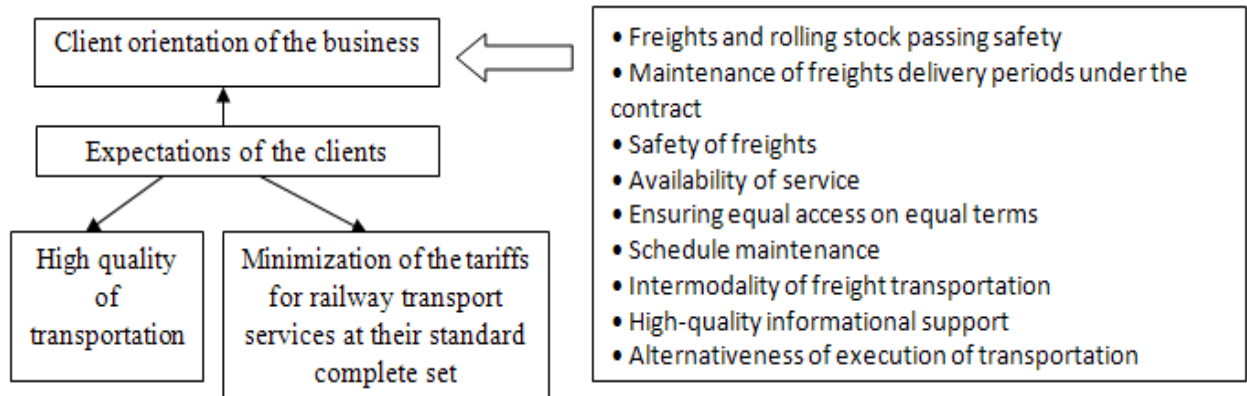 Client orientation of the business
Expectations of the clients
High quality
of
transportation
Minimization of the tariffs
for railway transport
services at their standard
complete set
• Freights and rolling stock passing safety
• Maintenance of freights delivery periods under the
contract
• Safety of freights
• Availability of service
• Ensuring equal access on equal terms
• Schedule maintenance
• Intermodality of freight transportation
• High-quality informational support
• Alternativeness of execution of transportation